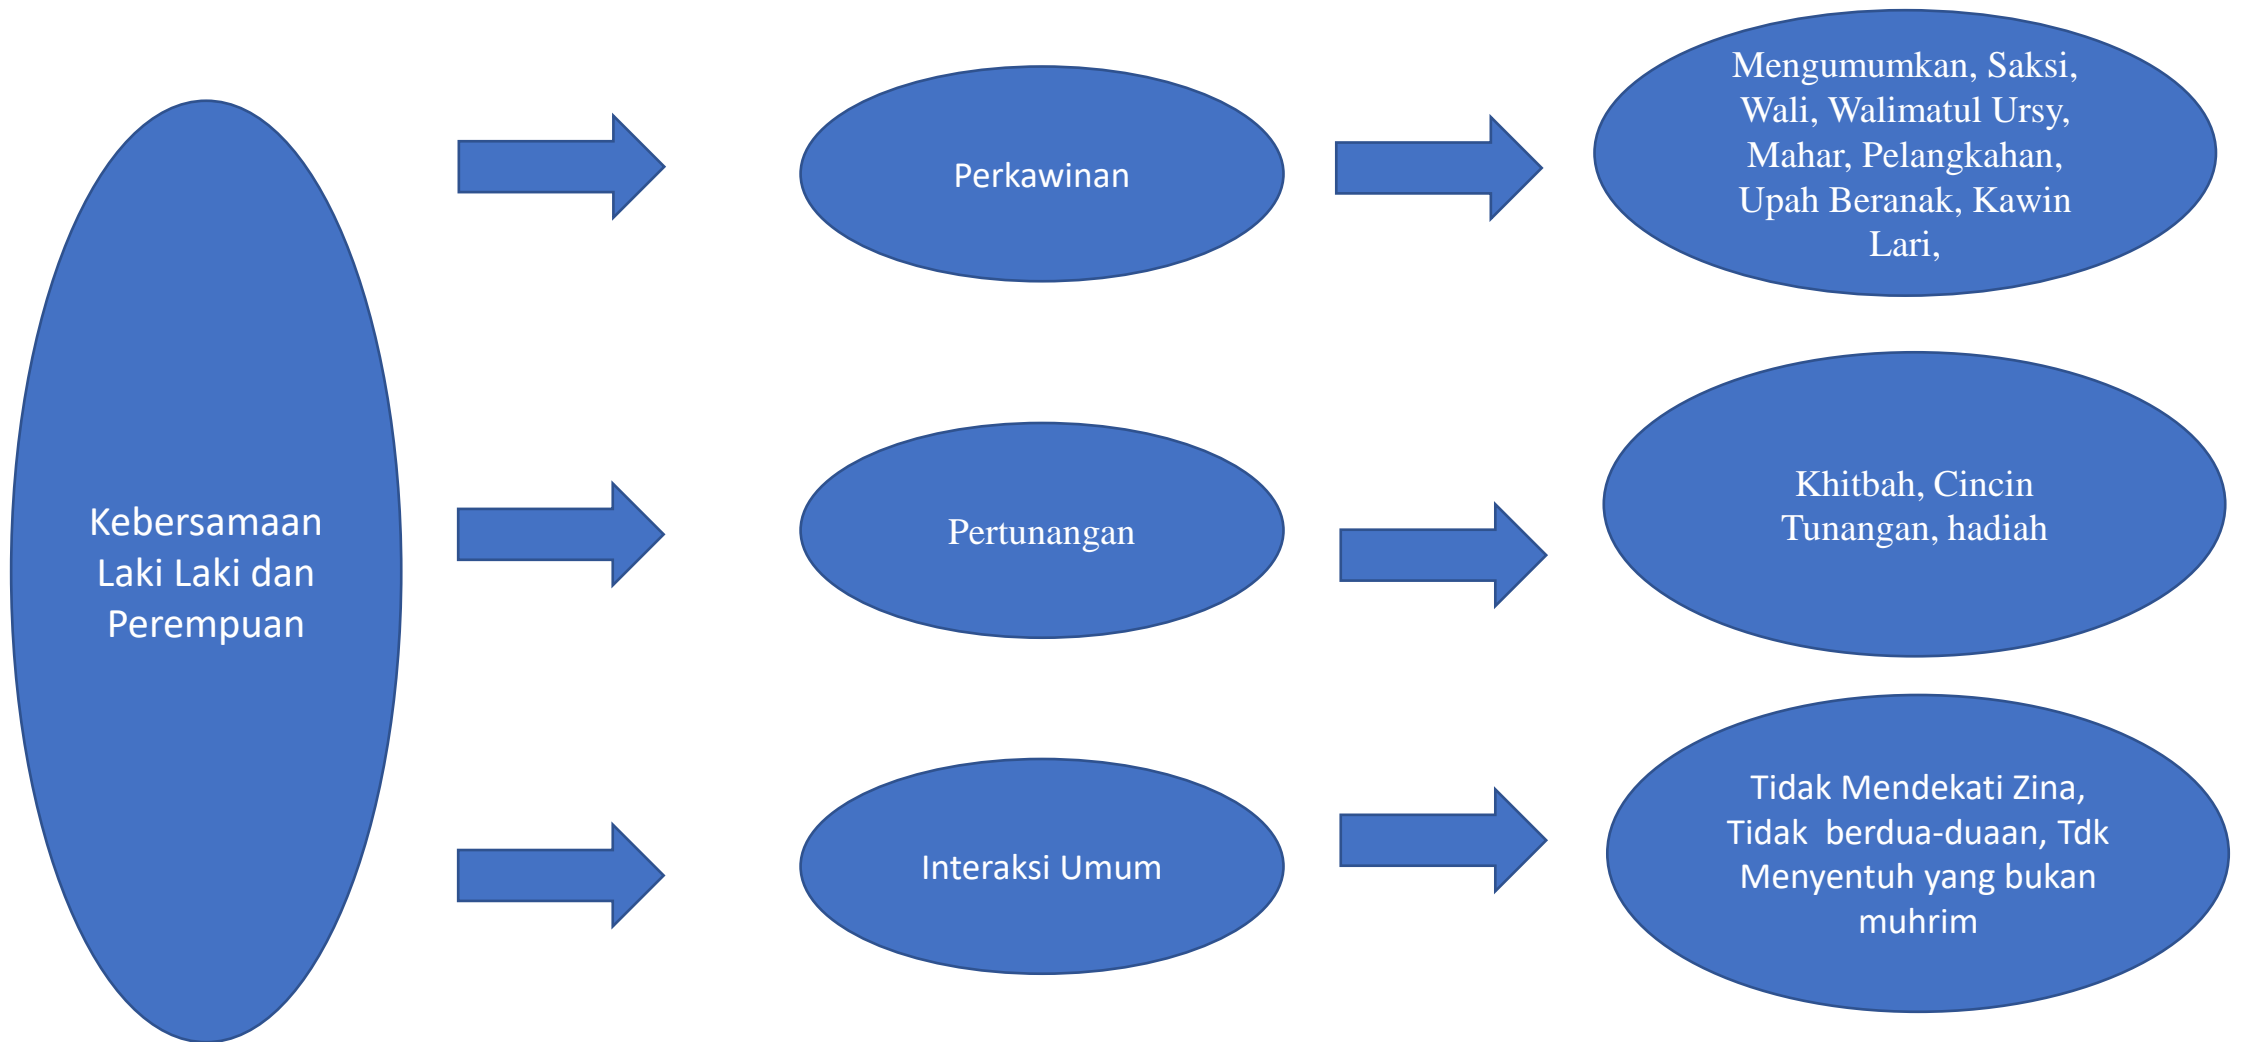 Kebersamaan
Laki Laki dan
Perempuan
Perkawinan
Mengumumkan, Saksi,
Wali, Walimatul Ursy,
Mahar, Pelangkahan,
Upah Beranak, Kawin
Lari,
Pertunangan
Khitbah, Cincin
Tunangan, hadiah
Interaksi Umum
Tidak Mendekati Zina,
Tidak  berdua-duaan, Tdk
Menyentuh yang bukan
muhrim